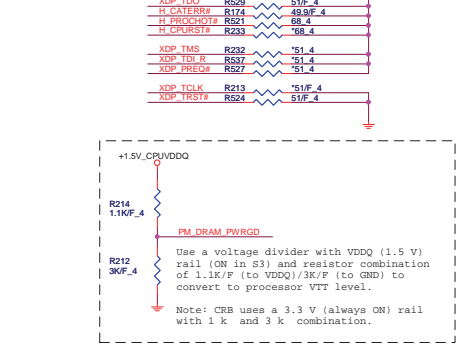 XDP_TDO R529 51/F_4
H_CATERR# R174 49.9/F_4
H_PROCHOT# R521 68_4
H_CPURST# R233 *68_4
XDP_TMS R232 *51_4
XDP_TDI_R R537 *51_4
XDP_PREQ# R527 *51_4
XDP_TCLK R213 *51/F_4
XDP_TRST# R524 51/F_4
+1.5V_CPUVDDQ
R214
1.1K/F_4
PM_DRAM_PWRGD
R212
3K/F_4
Use a voltage divider with VDDQ (1.5 V)
rail (ON in S3) and resistor combination
of 1.1K/F (to VDDQ)/3K/F (to GND) to
convert to processor VTT level.
Note: CRB uses a 3.3 V (always ON) rail
with 1 k and 3 k combination.